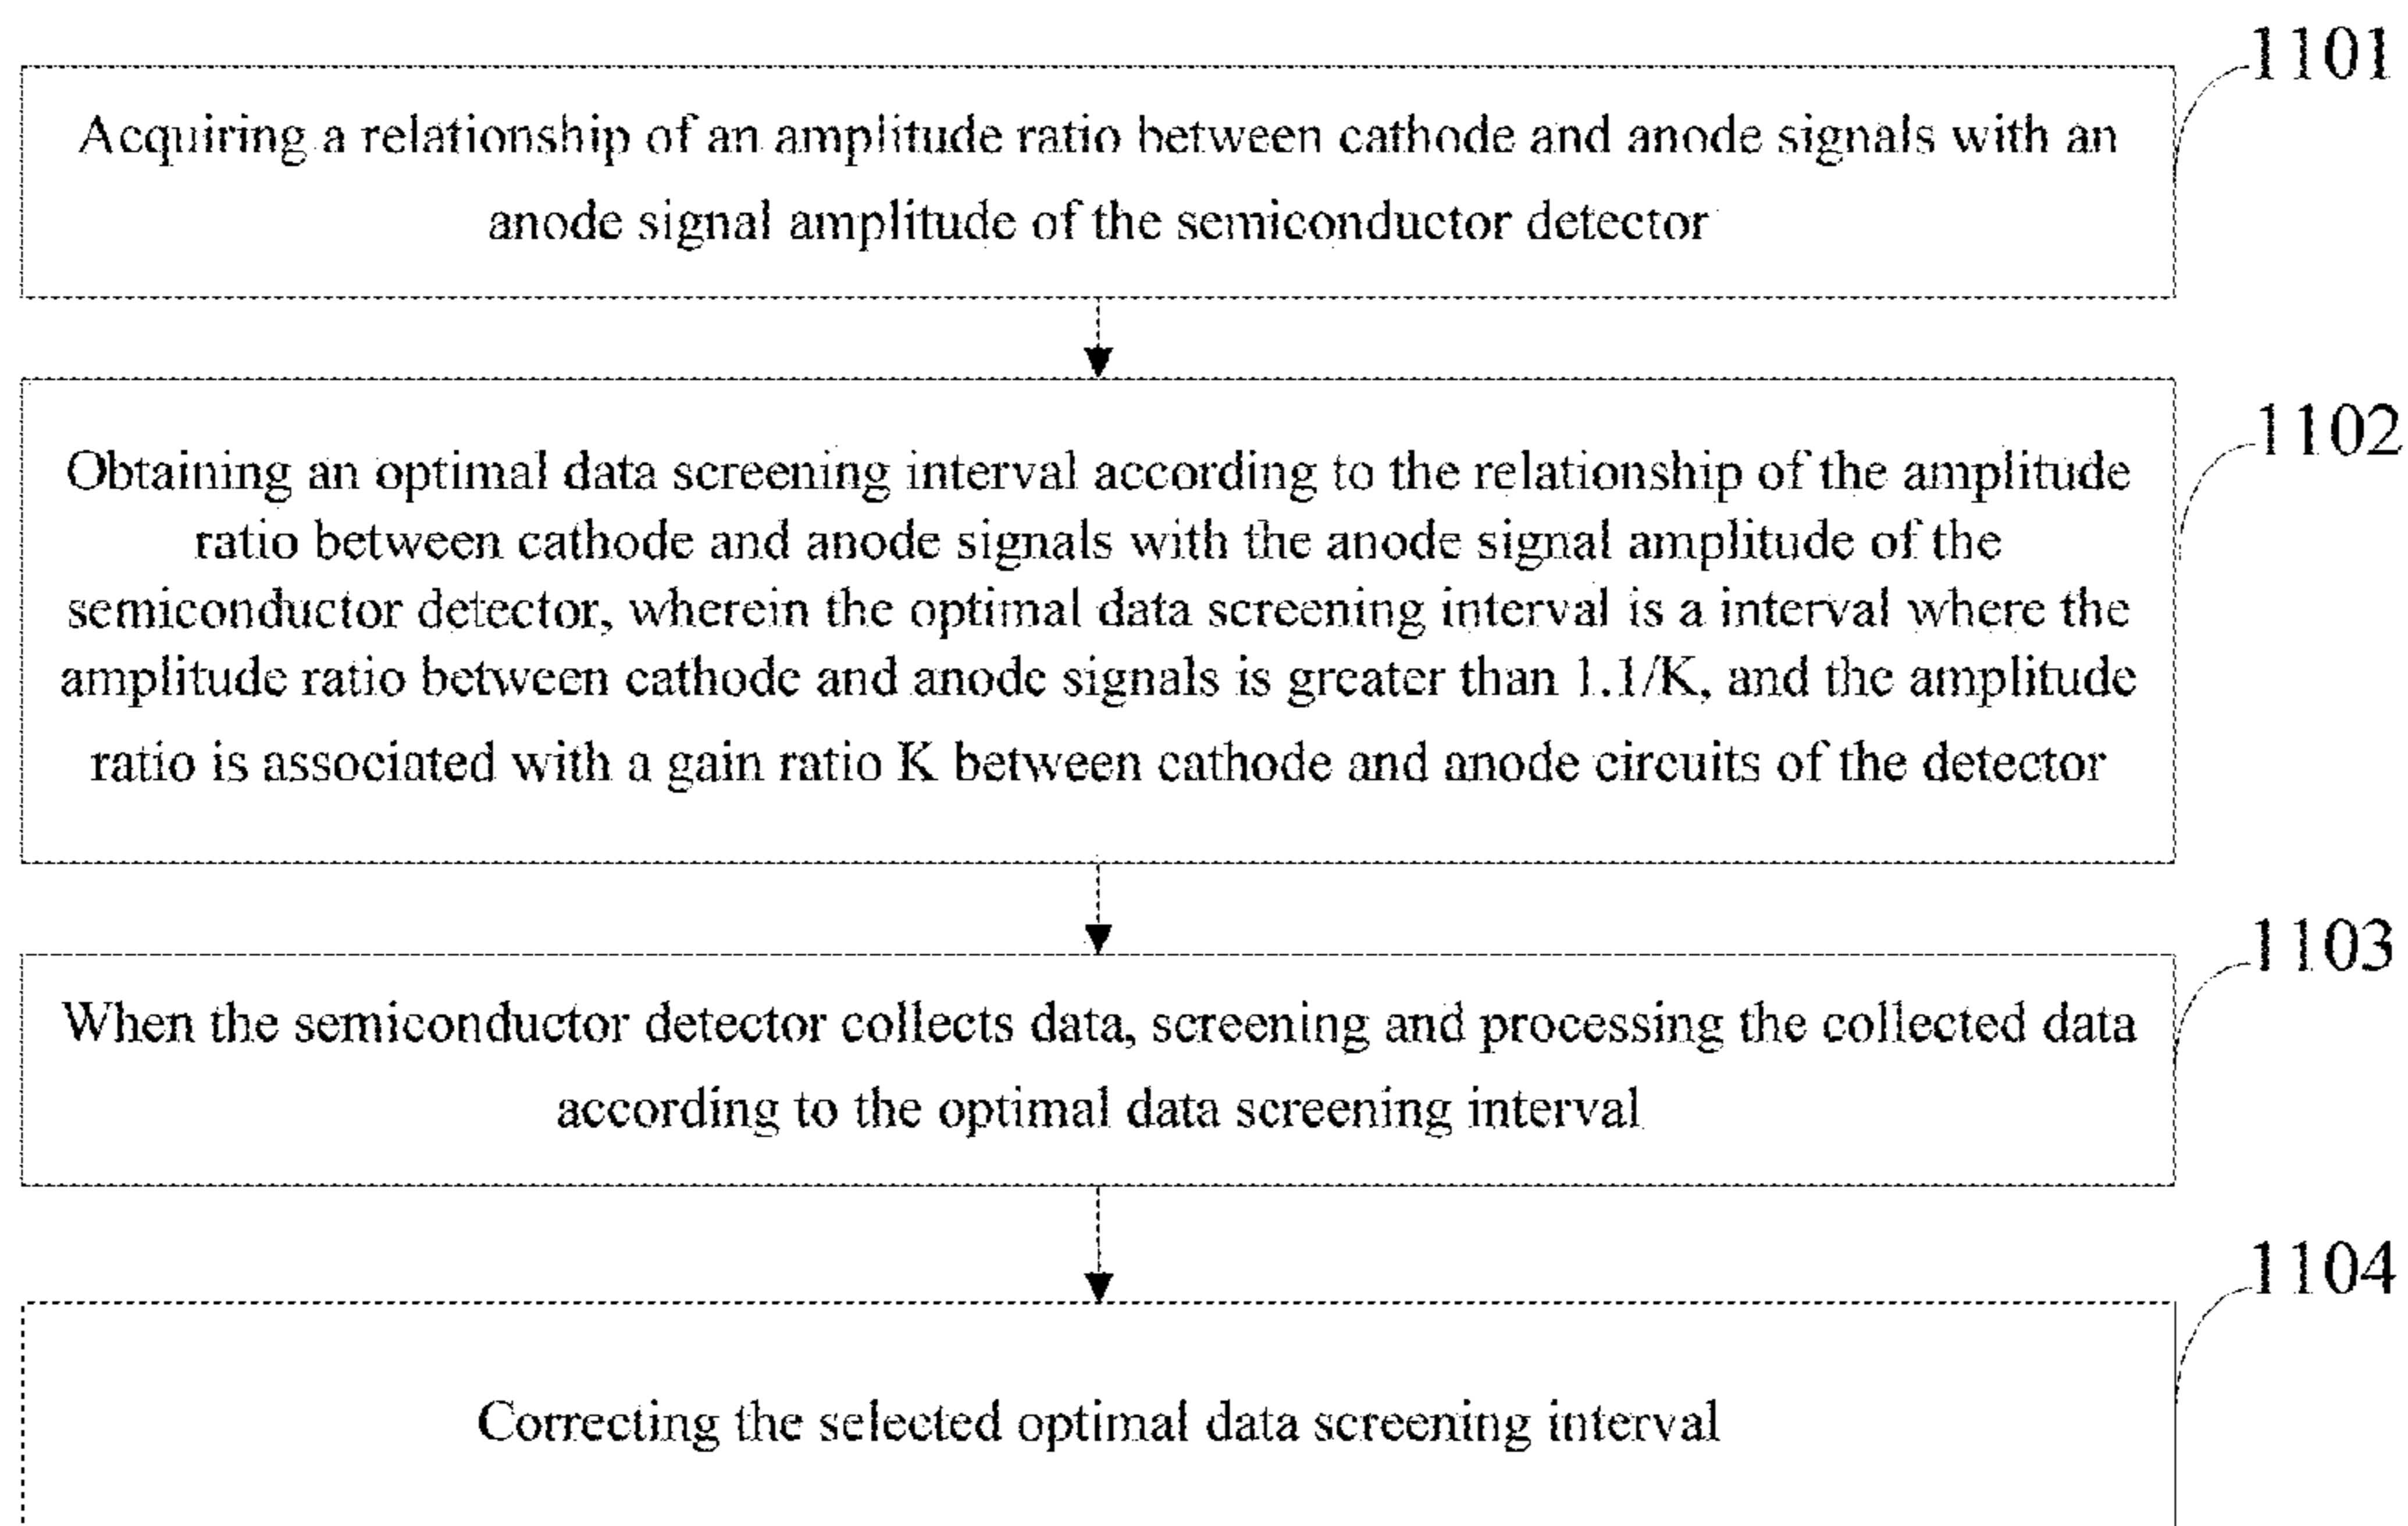 1101
Acquiring a relationship of an amplitude ratio between cathode and anode signals with an
anode signal amplitude of the semiconductor detector
1102
Obtaining an optimal data screening interval according to the relationship of the amplitude
ratio between cathode and anode signals with the anode signal amplitude of the
semiconductor detector, wherein the optimal data screening interval is a interval where the
amplitude ratio between cathode and anode signals is greater than 1.1/K, and the amplitude
ratio is associated with a gain ratio K between cathode and anode circuits of the detector
1103
When the semiconductor detector collects data, screening and processing the collected data
according to the optimal data screening interval
1104
Correcting the selected optimal data screening interval